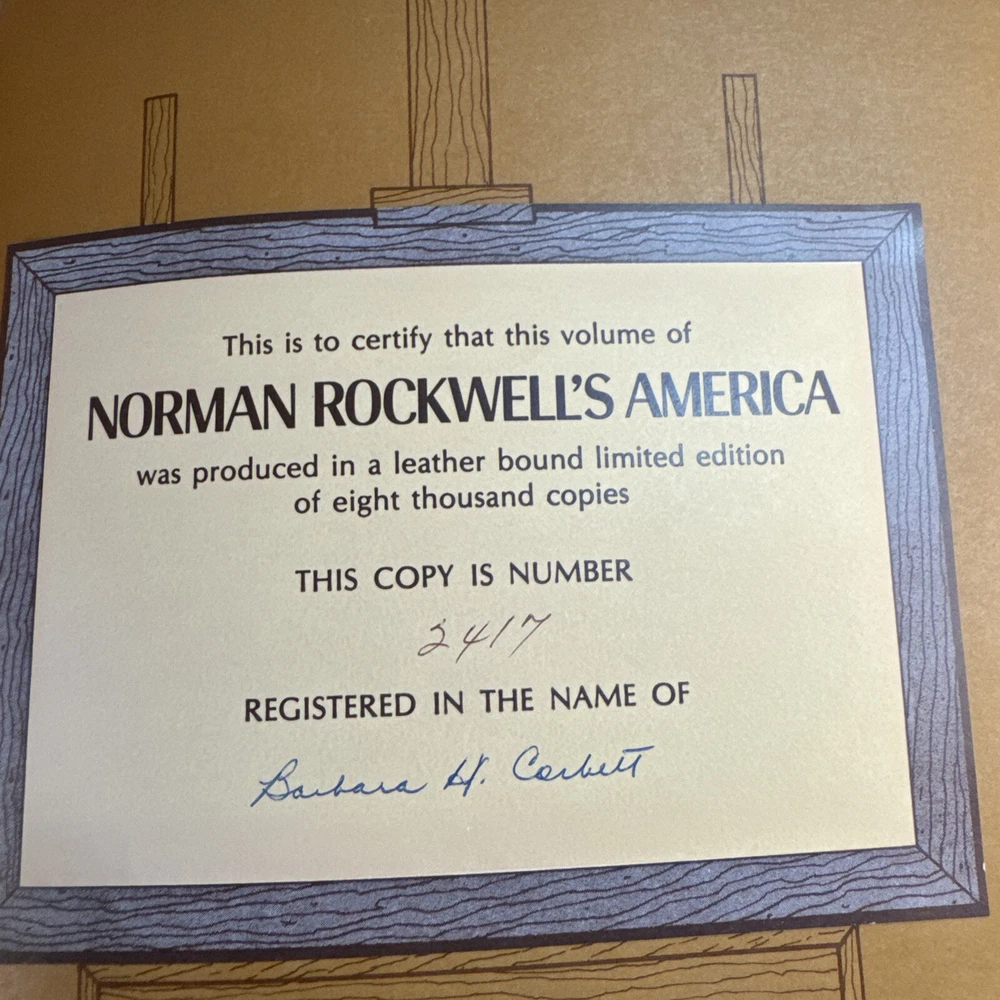 This is to certify that this volume of
NORMAN ROCKWELL'S AMERICA
was produced in a leather bound limited edition
of eight thousand copies
THIS COPY IS NUMBER
2417
REGISTERED IN THE NAME OF
Barbara H. Corbett